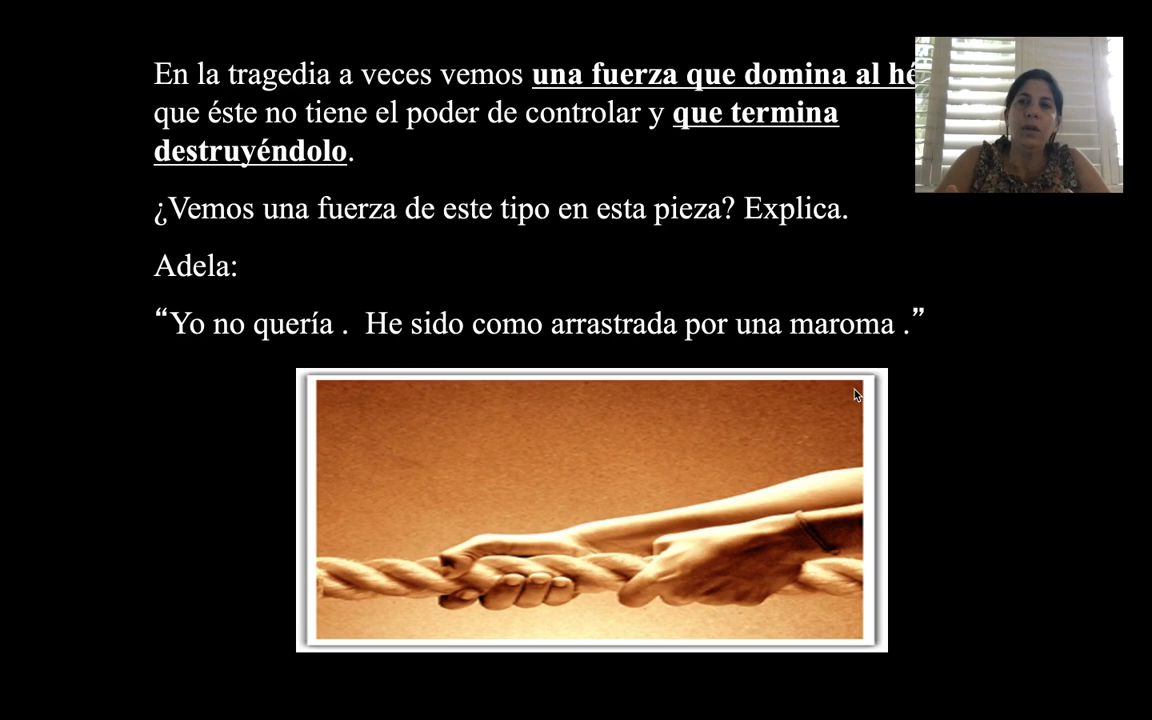 En la tragedia a veces vemos una fuerza que domina al hé
que éste no tiene el poder de controlar y que termina
destruyéndolo.
¿Vemos una fuerza de este tipo en esta pieza? Explica.
Adela:
“Yo no quería .  He sido como arrastrada por una maroma .”